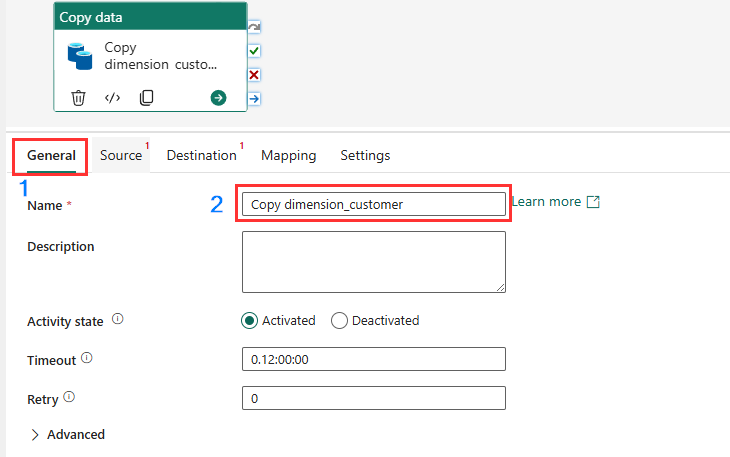 Copy data
Copy
dimension_custo...
General
Source 1
Destination 1
Mapping
Settings
1
2
Name *
Copy dimension_customer
Learn more
Description
Activity state
Activated
Deactivated
Timeout
0.12:00:00
Retry
0
Advanced